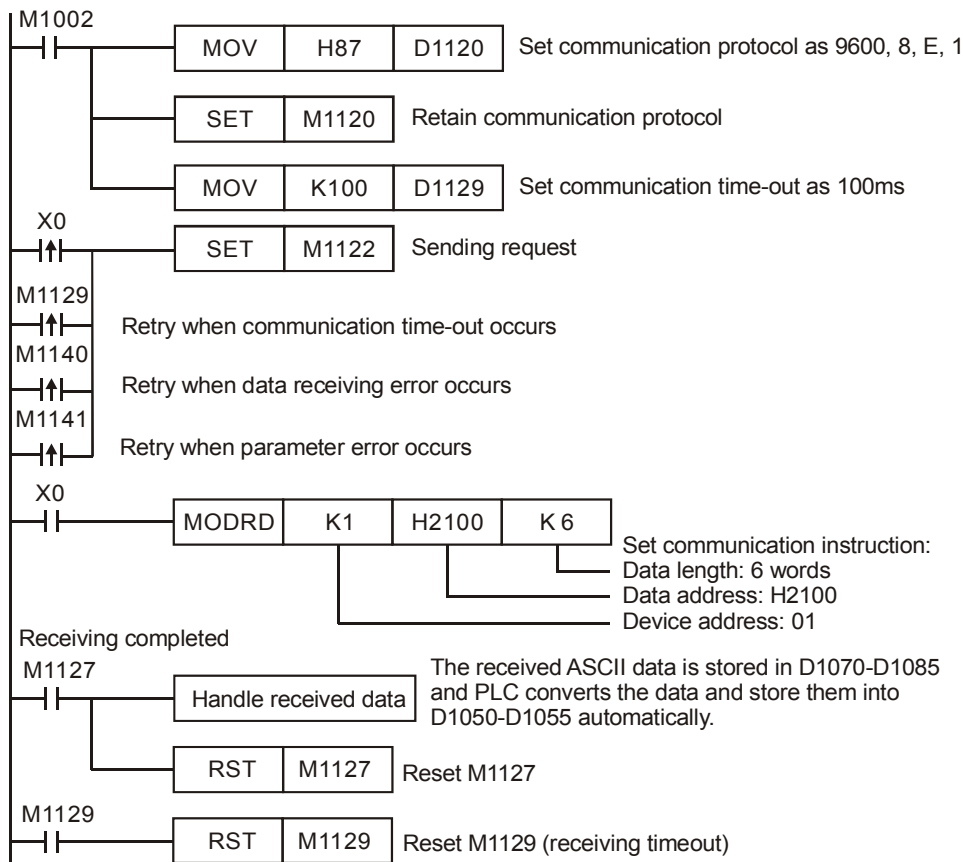 M1002
MOV H87 D1120 Set communication protocol as 9600, 8, E, 1
SET M1120 Retain communication protocol
MOV K100 D1129 Set communication time-out as 100ms
X0
SET M1122 Sending request
M1129
Retry when communication time-out occurs
M1140
Retry when data receiving error occurs
M1141
Retry when parameter error occurs
X0
MODRD K1 H2100 K 6
Set communication instruction:
Data length: 6 words
Data address: H2100
Device address: 01
Receiving completed
M1127
Handle received data
The received ASCII data is stored in D1070-D1085
and PLC converts the data and store them into
D1050-D1055 automatically.
RST M1127 Reset M1127
M1129
RST M1129 Reset M1129 (receiving timeout)